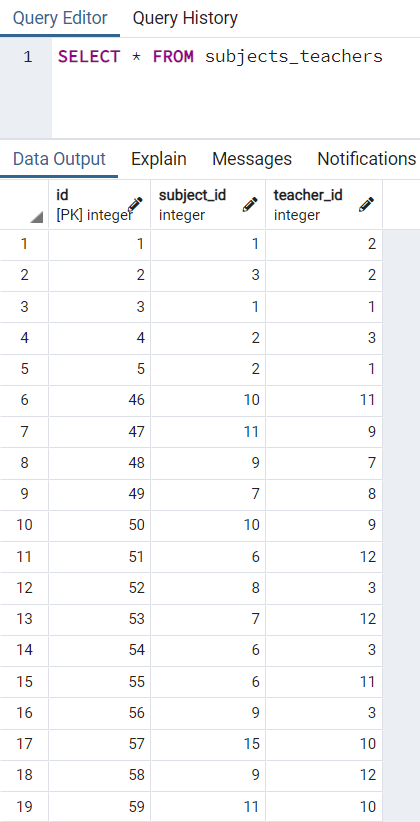 Query Editor Query History
1 SELECT * FROM subjects_teachers
Data Output Explain Messages Notifications
id subject_id teacher_id
[PK] integer integer integer
1 1 1 2
2 2 3 2
3 3 1 1
4 4 2 3
5 5 2 1
6 46 10 11
7 47 11 9
8 48 9 7
9 49 7 8
10 50 10 9
11 51 6 12
12 52 8 3
13 53 7 12
14 54 6 3
15 55 6 11
16 56 9 3
17 57 15 10
18 58 9 12
19 59 11 10